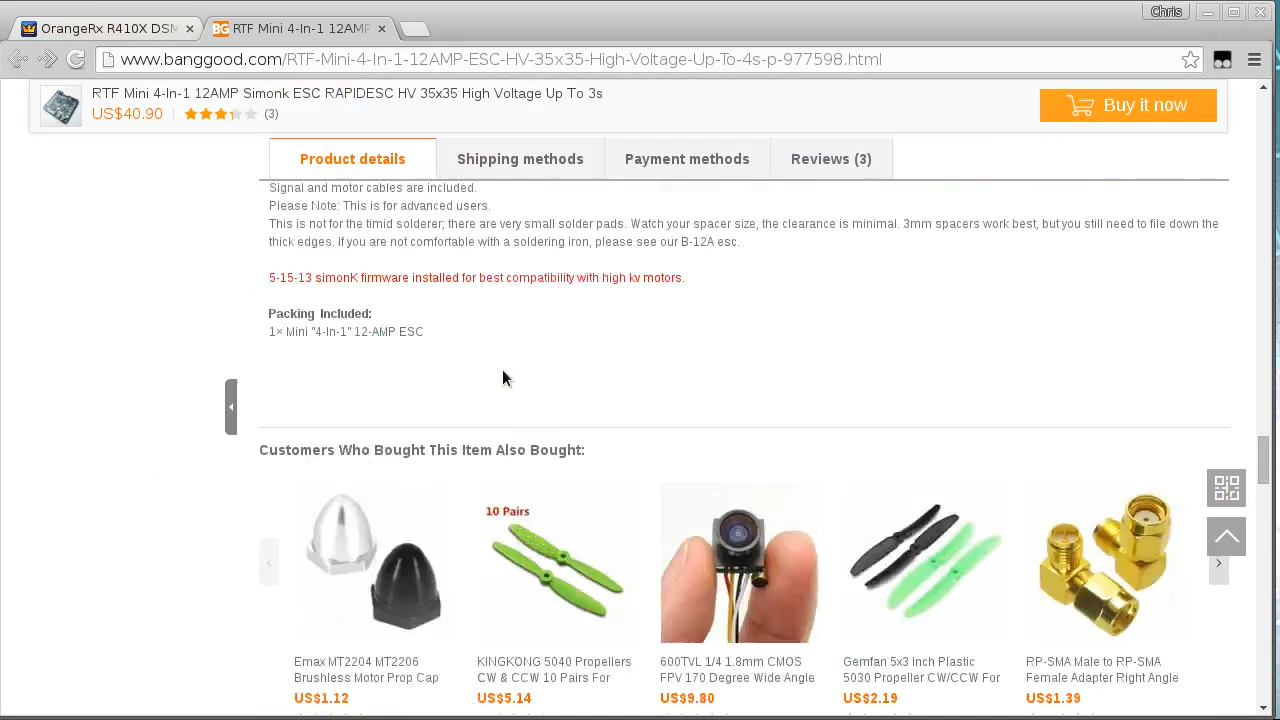 Chris
OrangeRx R410X DSM
RTF Mini 4-In-1 12AMP
www.banggood.com/RTF-Mini-4-In-1-12AMP-ESC-HV-35x35-High-Voltage-Up-To-4s-p-977598.html
RTF Mini 4-In-1 12AMP Simonk ESC RAPIDESC HV 35x35 High Voltage Up To 3s
US$40.90
(3)
Buy it now
Product details
Shipping methods
Payment methods
Reviews (3)
Signal and motor cables are included.
Please Note: This is for advanced users.
This is not for the timid solderer; there are very small solder pads. Watch your spacer size, the clearance is minimal. 3mm spacers work best, but you still need to file down the
thick edges. If you are not comfortable with a soldering iron, please see our B-12A esc.
5-15-13 simonK firmware installed for best compatibility with high kv motors.
Packing Included:
1× Mini "4-In-1" 12-AMP ESC
Customers Who Bought This Item Also Bought:
10 Pairs
Emax MT2204 MT2206
Brushless Motor Prop Cap
US$1.12
KINGKONG 5040 Propellers
CW & CCW 10 Pairs For
US$5.14
600TVL 1/4 1.8mm CMOS
FPV 170 Degree Wide Angle
US$9.80
Gemfan 5x3 Inch Plastic
5030 Propeller CW/CCW For
US$2.19
RP-SMA Male to RP-SMA
Female Adapter Right Angle
US$1.39